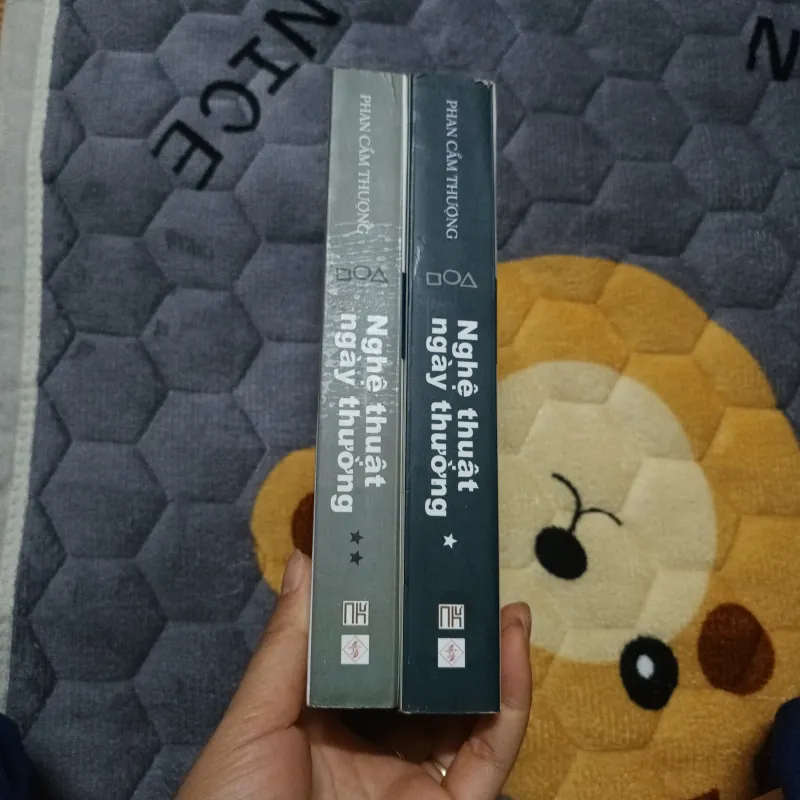 NICE
N
PHAN CẨM THƯỢNG
Nghệ thuật
ngày thường
PHAN CẨM THƯỢNG
Nghệ thuật
ngày thường